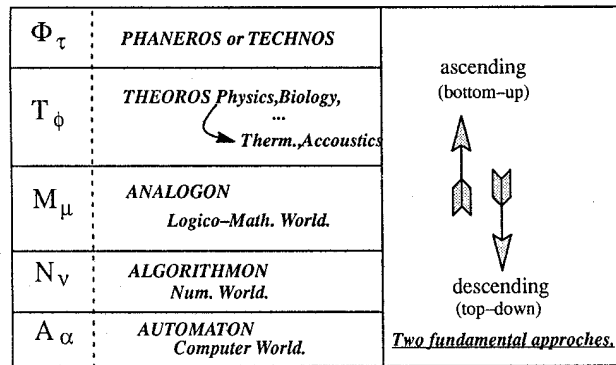 Φτ PHANEROS or TECHNOS
Tϕ THEOROS Physics,Biology,
...
Therm.,Accoustics
Mμ ANALOGON
Logico–Math. World.
Nν ALGORITHMON
Num. World.
Aα AUTOMATON
Computer World.
ascending
(bottom–up)
descending
(top–down)
Two fundamental approches.